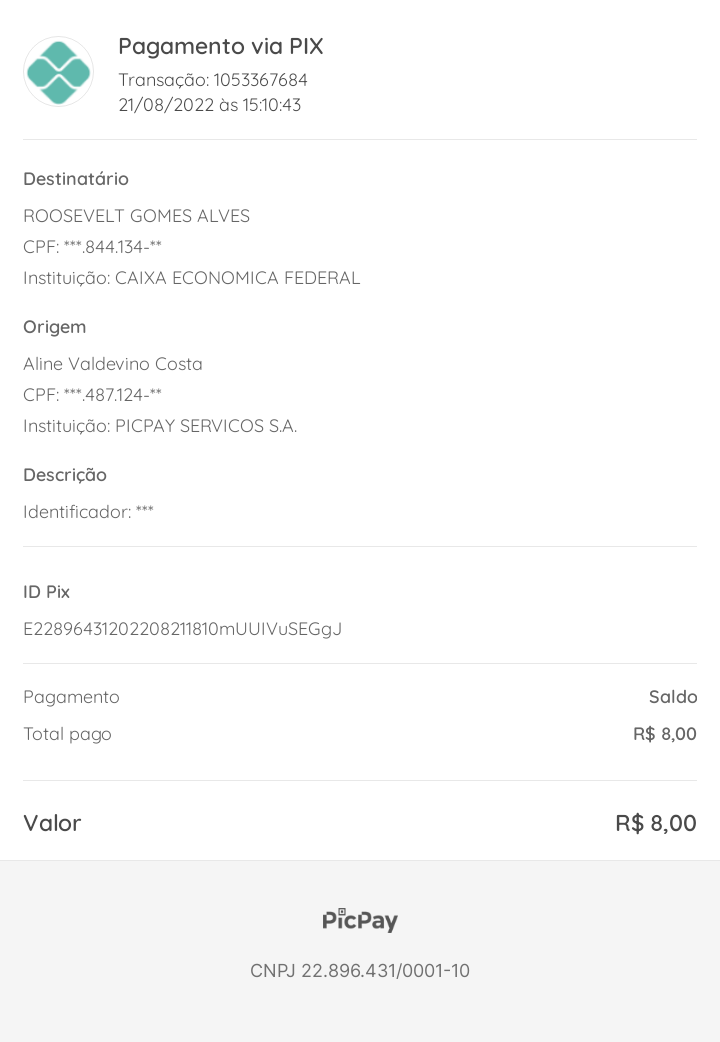 Pagamento via PIX
Transação: 1053367684
21/08/2022 às 15:10:43
Destinatário
ROOSEVELT GOMES ALVES
CPF: ***.844.134-**
Instituição: CAIXA ECONOMICA FEDERAL
Origem
Aline Valdevino Costa
CPF: ***.487.124-**
Instituição: PICPAY SERVICOS S.A.
Descrição
Identificador: ***
ID Pix
E22896431202208211810mUUIVuSEGgJ
Pagamento Saldo
Total pago R$ 8,00
Valor R$ 8,00
PicPay
CNPJ 22.896.431/0001-10